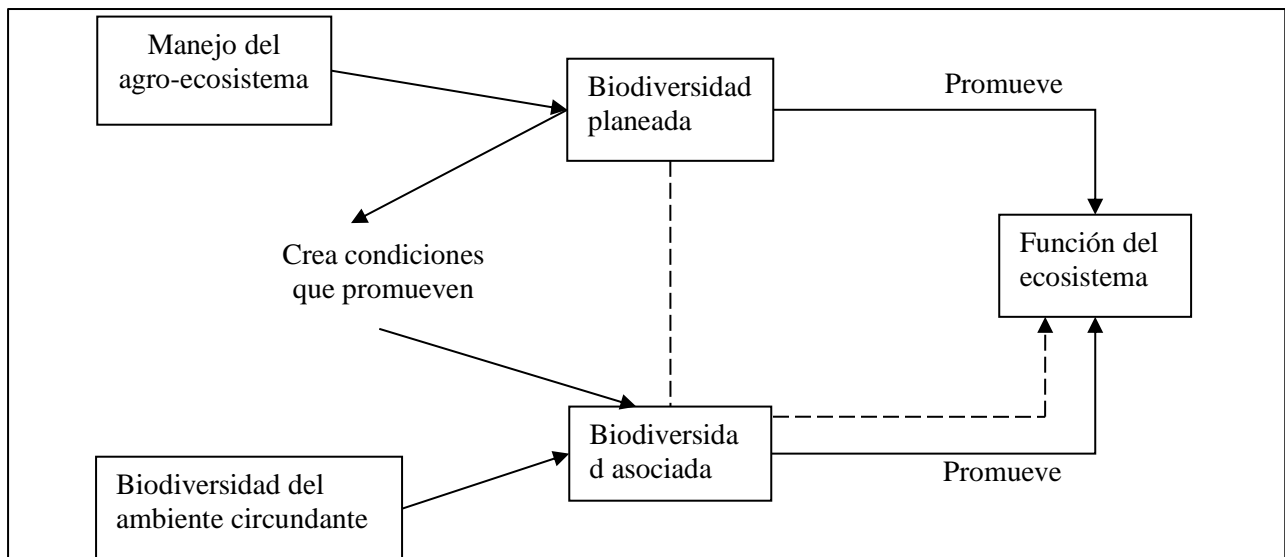 Manejo del
agro-ecosistema
Biodiversidad
planeada
Promueve
Crea condiciones
que promueven
Función del
ecosistema
Biodiversida
d asociada
Promueve
Biodiversidad del
ambiente circundante